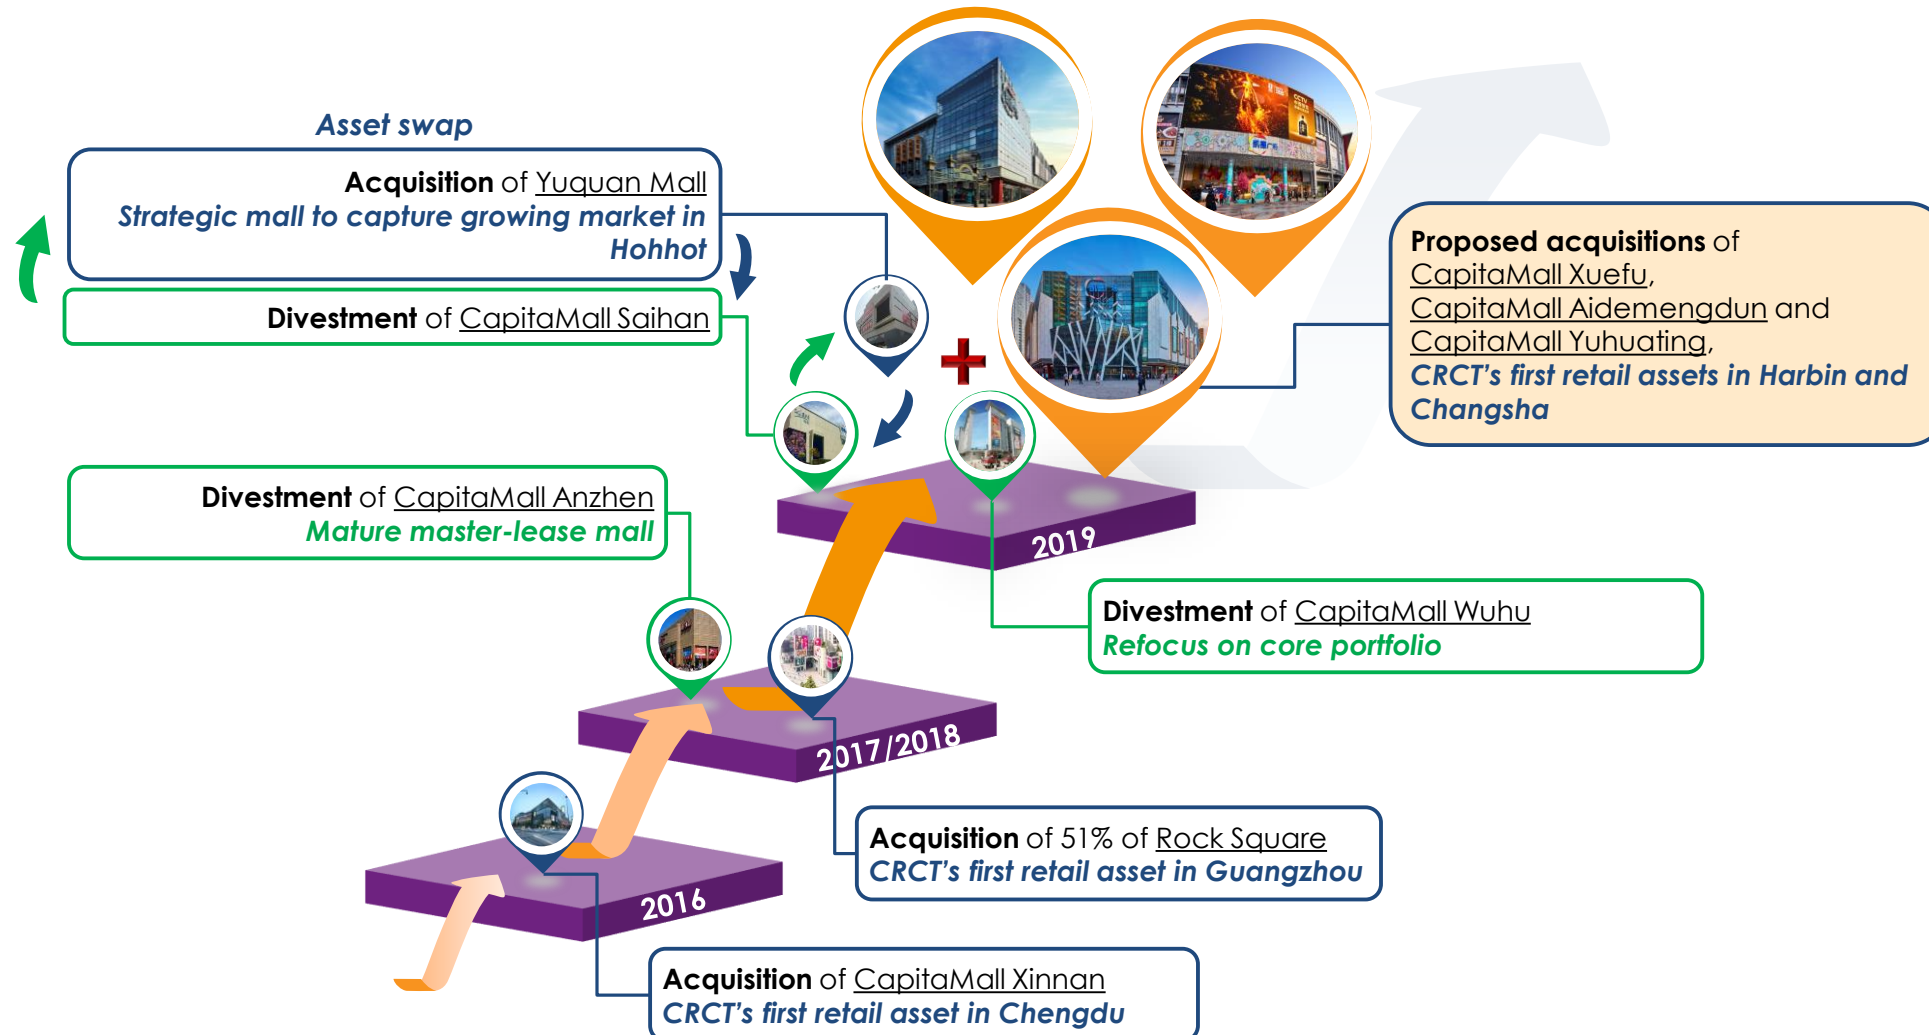 Asset swap
Acquisition of Yuquan Mall
Strategic mall to capture growing market in
Hohhot
Divestment of CapitaMall Saihan
Proposed acquisitions of
CapitaMall Xuefu,
CapitaMall Aidemengdun and
CapitaMall Yuhuating,
CRCT's first retail assets in Harbin and
Changsha
Divestment of CapitaMall Anzhen
Mature master-lease mall
2019
Divestment of CapitaMall Wuhu
Refocus on core portfolio
2017/2018
Acquisition of 51% of Rock Square
CRCT's first retail asset in Guangzhou
2016
Acquisition of CapitaMall Xinnan
CRCT's first retail asset in Chengdu
CCTV